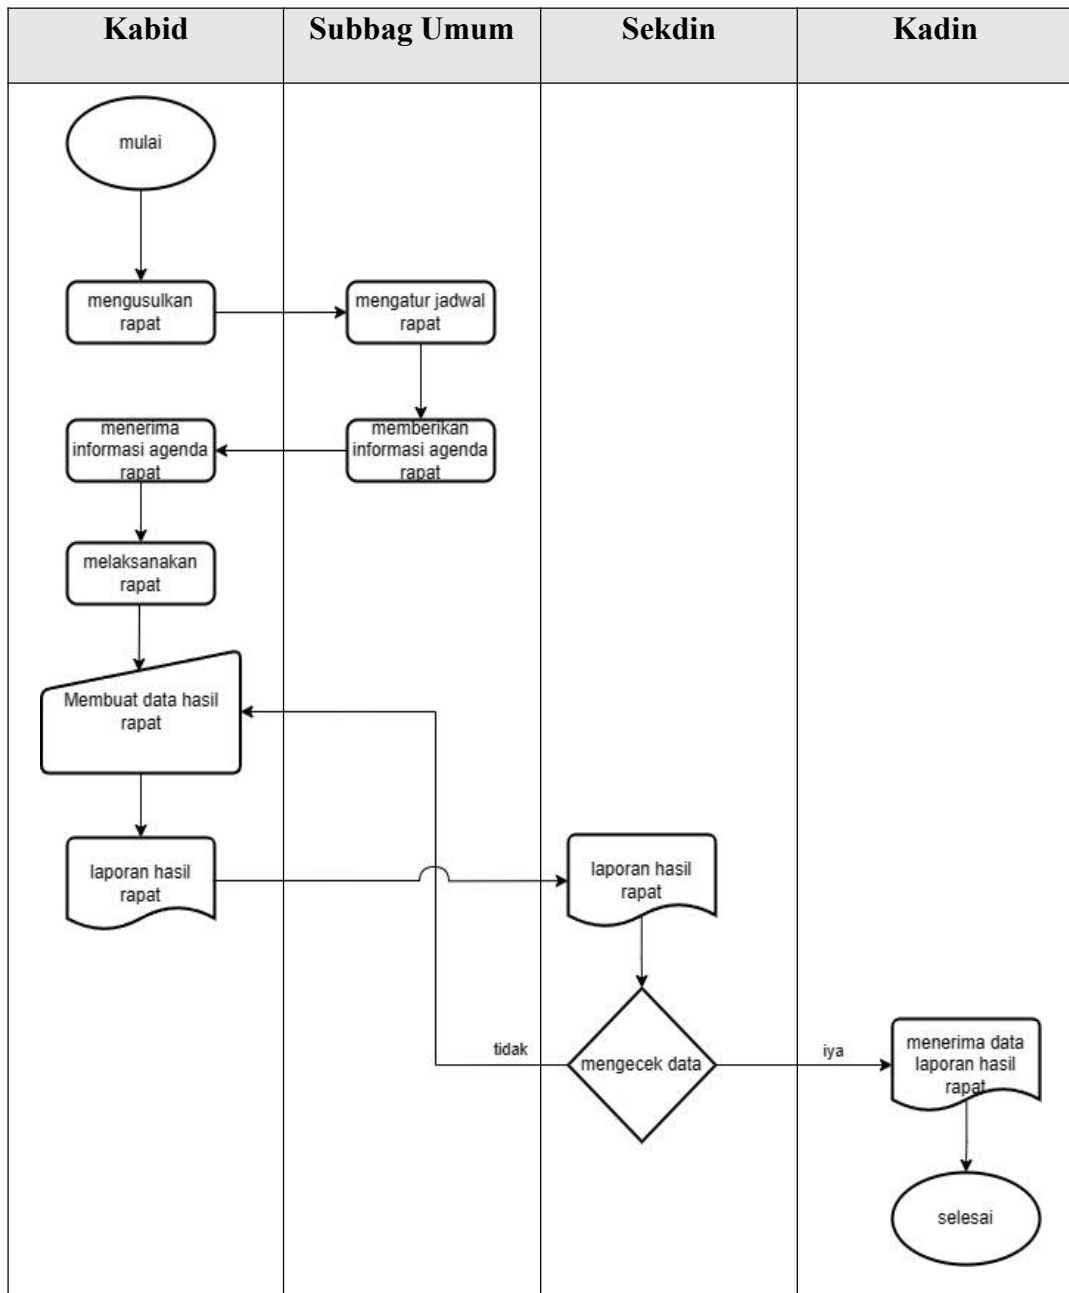 Kabid
Subbag Umum
Sekdin
Kadin
mulai
mengusulkan
rapat
mengatur jadwal
rapat
menerima
informasi agenda
rapat
memberikan
informasi agenda
rapat
melaksanakan
rapat
Membuat data hasil
rapat
laporan hasil
rapat
laporan hasil
rapat
tidak
mengecek data
iya
menerima data
laporan hasil
rapat
selesai